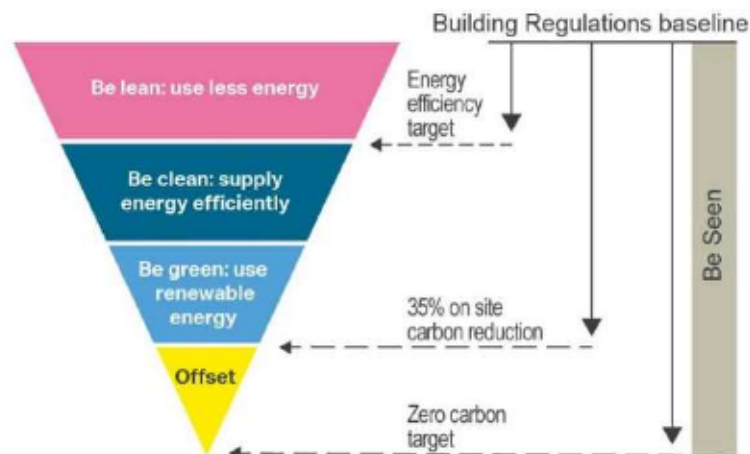 Building Regulations baseline
Be lean: use less energy
Energy
efficiency
target
Be clean: supply
energy efficiently
Be green: use
renewable
energy
35% on site
carbon reduction
Offset
Zero carbon
target
Be Seen